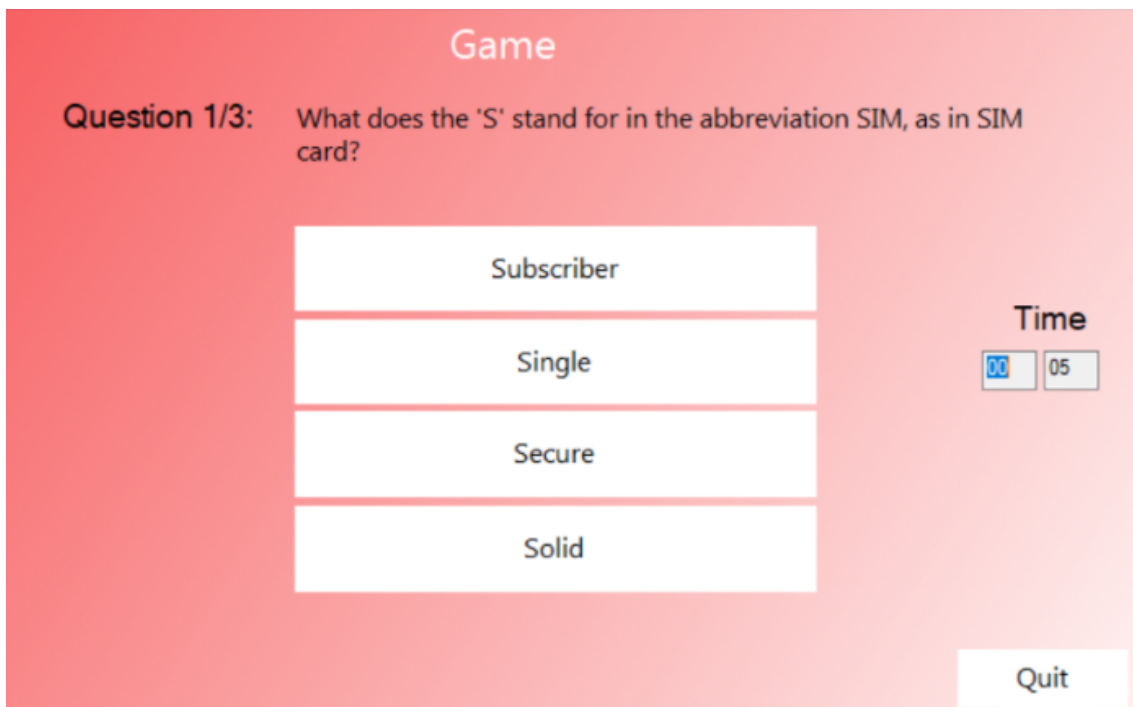 Game
Question 1/3:
What does the 'S' stand for in the abbreviation SIM, as in SIM
card?
Subscriber
Single
Secure
Solid
Time
00 05
Quit